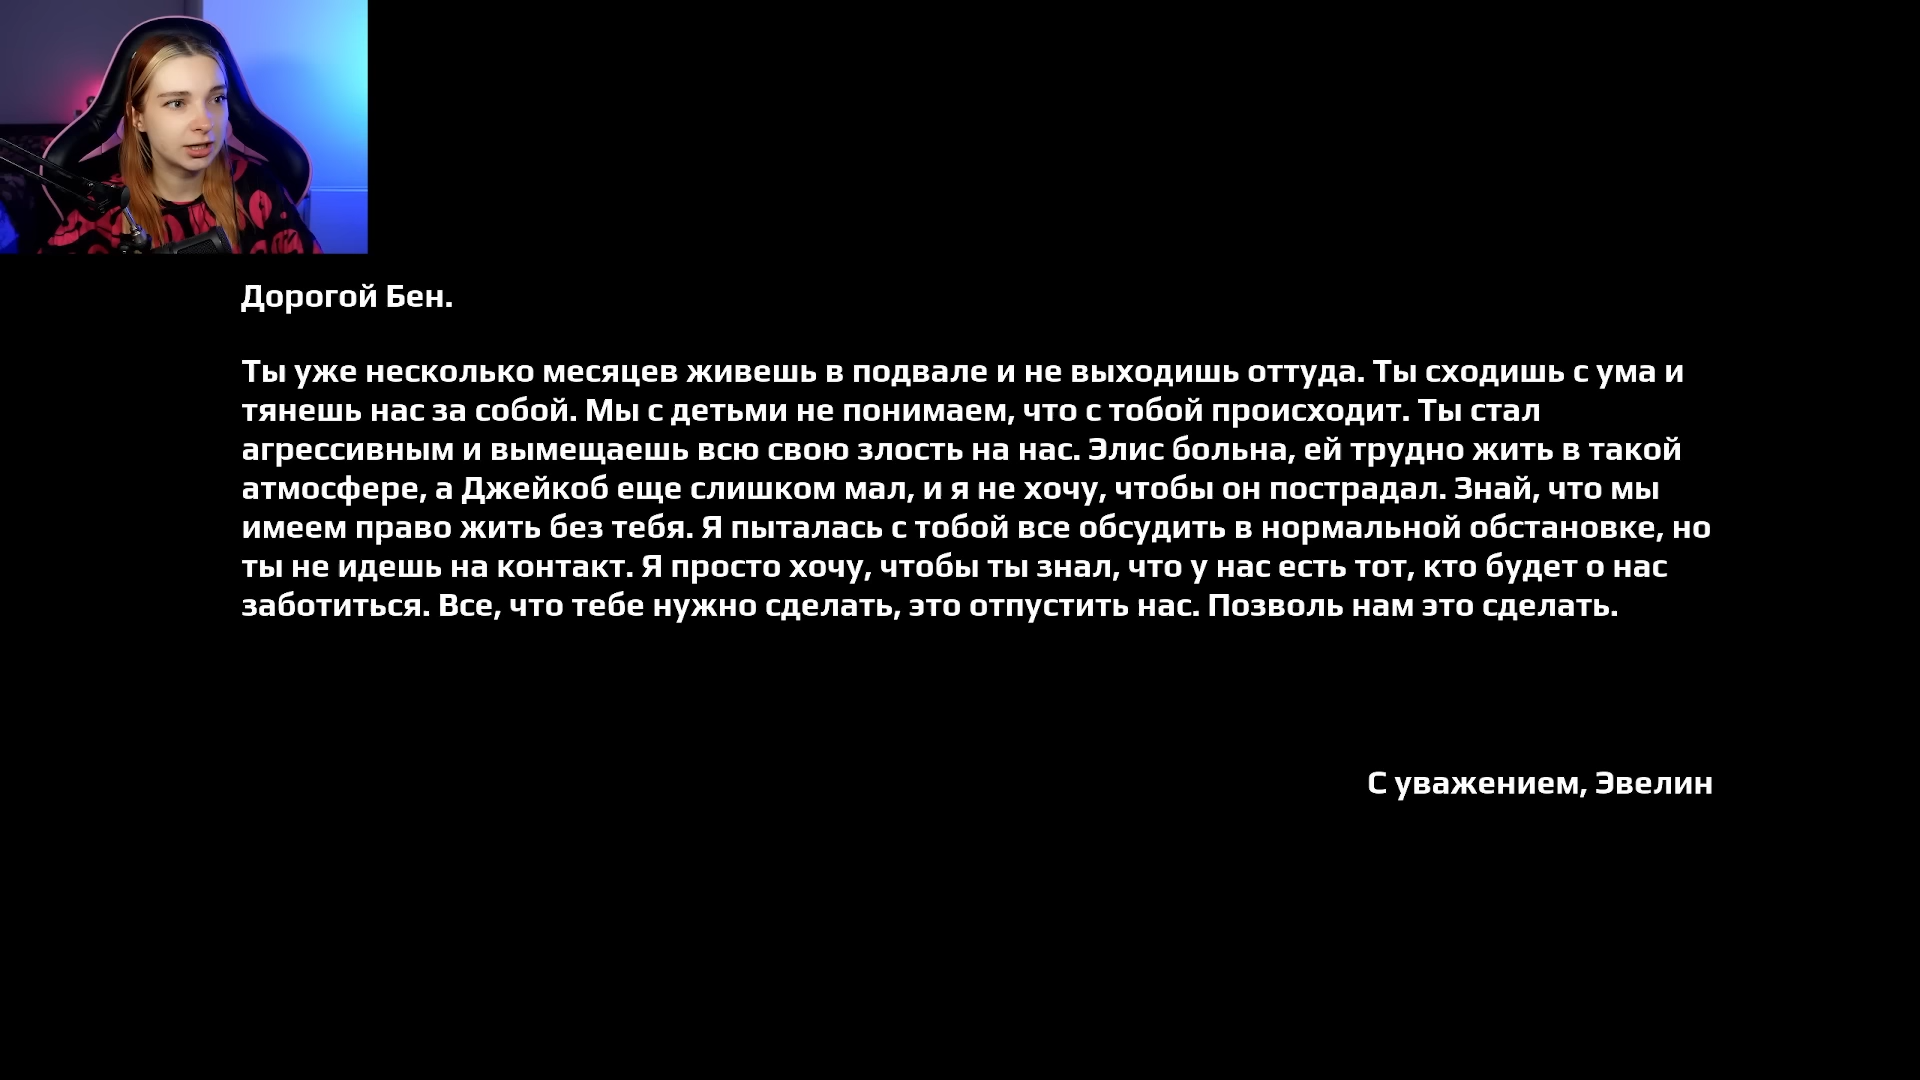 Дорогой Бен.
Ты уже несколько месяцев живешь в подвале и не выходишь оттуда. Ты сходишь с ума и
тянешь нас за собой. Мы с детьми не понимаем, что с тобой происходит. Ты стал
агрессивным и вымещаешь всю свою злость на нас. Элис больна, ей трудно жить в такой
атмосфере, а Джейкоб еще слишком мал, и я не хочу, чтобы он пострадал. Знай, что мы
имеем право жить без тебя. Я пыталась с тобой все обсудить в нормальной обстановке, но
ты не идешь на контакт. Я просто хочу, чтобы ты знал, что у нас есть тот, кто будет о нас
заботиться. Все, что тебе нужно сделать, это отпустить нас. Позволь нам это сделать.
С уважением, Эвелин